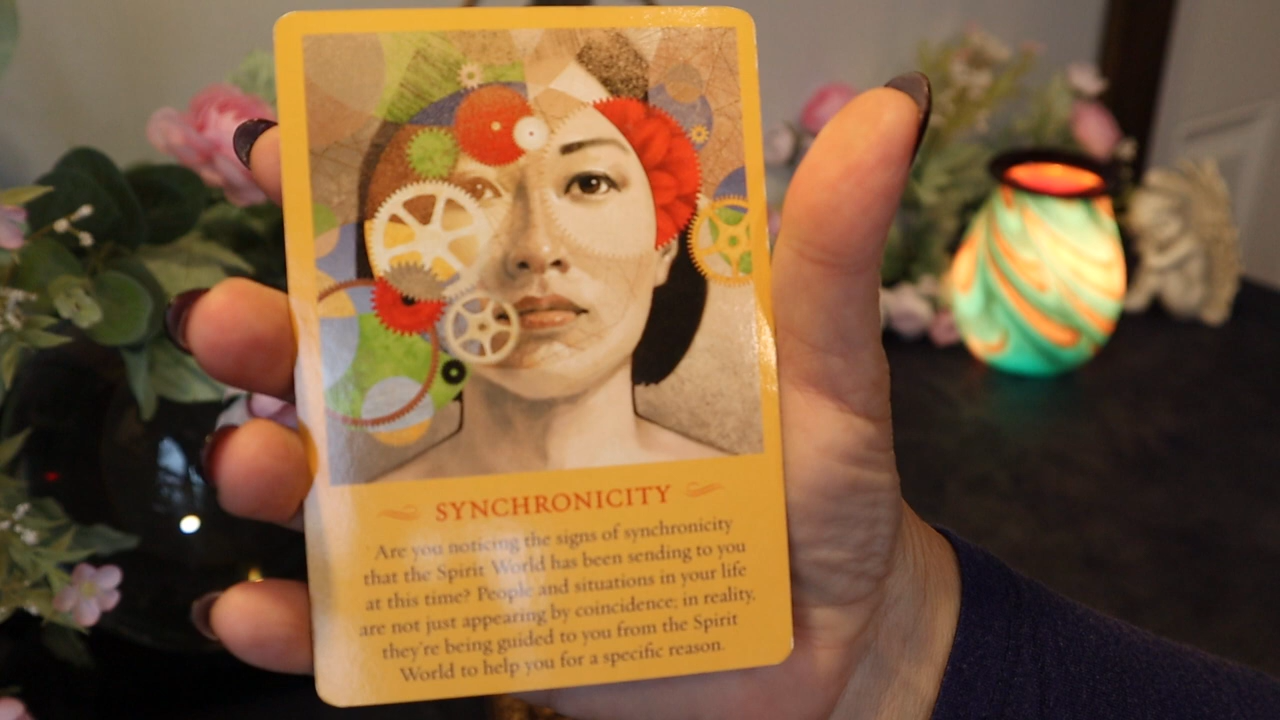 SYNCHRONICITY
Are you noticing the signs of synchronicity
that the Spirit World has been sending to you
at this time? People and situations in your life
are not just appearing by coincidence; in reality,
they're being guided to you from the Spirit
World to help you for a specific reason.